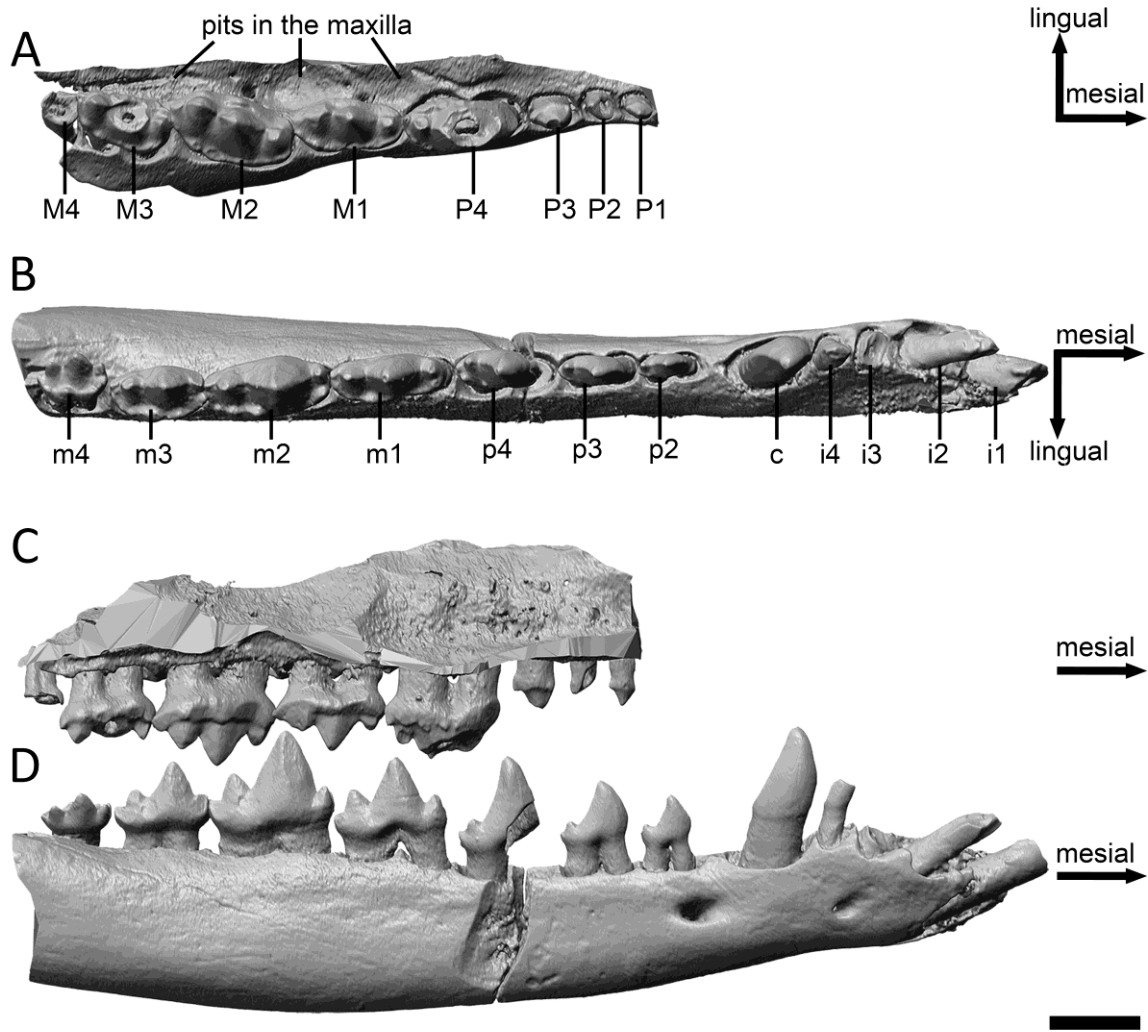 pits in the maxilla
lingual
A
mesial
M4 M3 M2 M1 P4 P3 P2 P1
B
mesial
m4 m3 m2 m1 p4 p3 p2 c i4 i3 i2 i1
lingual
C
mesial
D
mesial